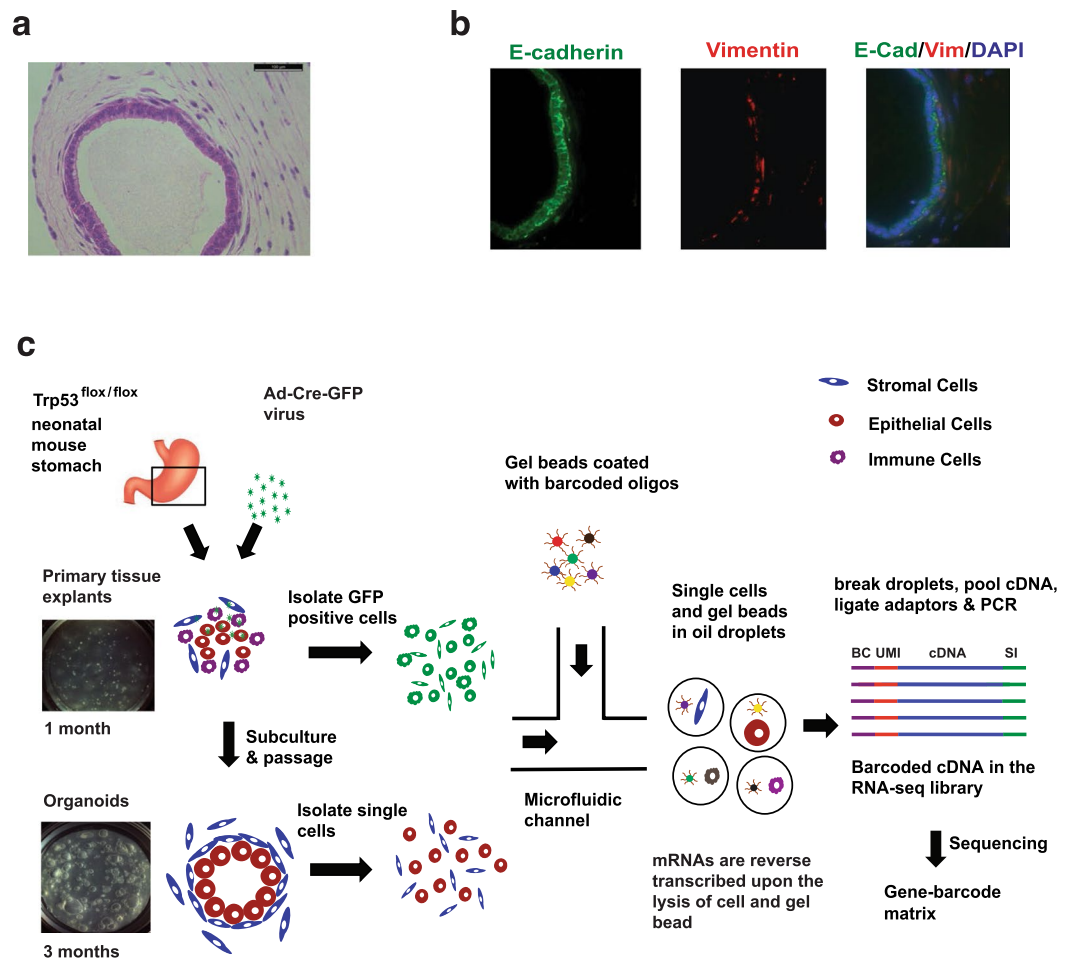 a
b
E-cadherin
Vimentin
E-Cad/Vim/DAPI
c
Trp53 flox/flox
neonatal
mouse
stomach
Ad-Cre-GFP
virus
Stromal Cells
Epithelial Cells
Immune Cells
Gel beads coated
with barcoded oligos
Primary tissue
explants
1 month
Isolate GFP
positive cells
Single cells
and gel beads
in oil droplets
break droplets, pool cDNA,
ligate adaptors & PCR
BC UMI cDNA SI
Subculture
& passage
Barcoded cDNA in the
RNA-seq library
Organoids
3 months
Isolate single
cells
Microfluidic
channel
mRNAs are reverse
transcribed upon the
lysis of cell and gel
bead
Sequencing
Gene-barcode
matrix